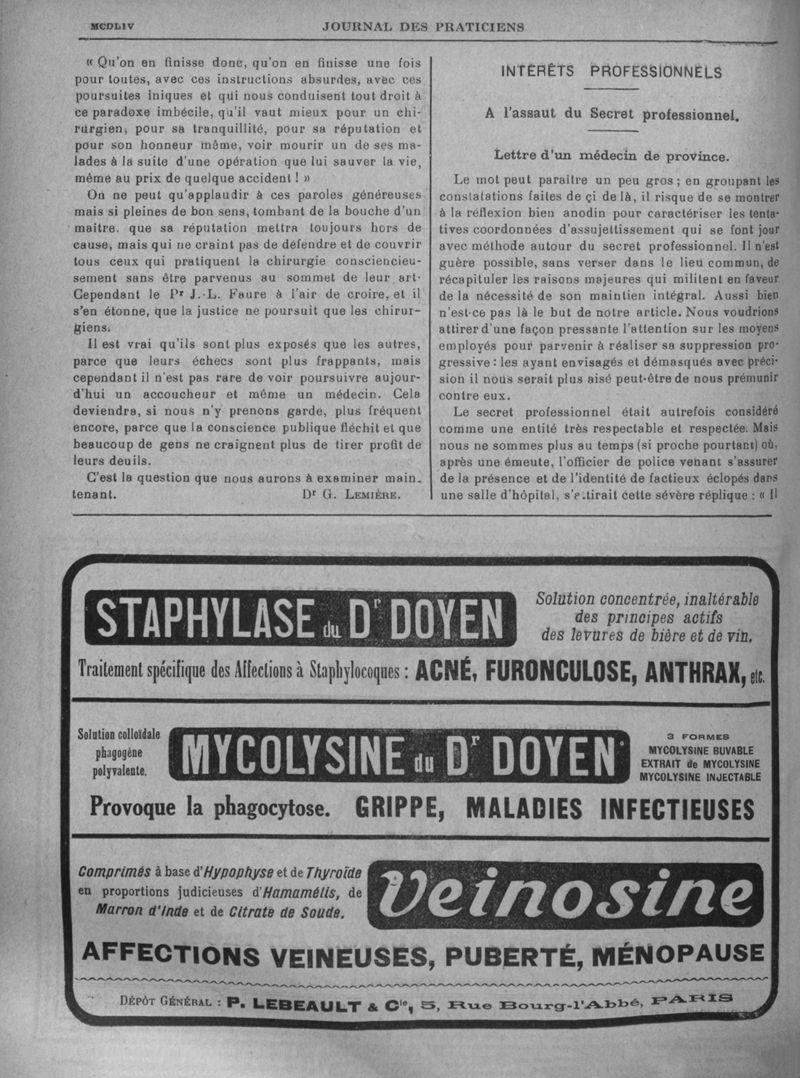 MCDLIV
JOURNAL DES PRATICIENS
« Qu'on en finisse donc, qu'on en finisse une fois
pour toutes, avec ces instructions absurdes, avec ces
poursuites iniques et qui nous conduisent tout droit à
ce paradoxe imbécile, qu'il vaut mieux pour un chi-
rurgien, pour sa tranquillité, pour sa réputation et
pour son honneur même, voir mourir un de ses ma-
lades à la suite d'une opération que lui sauver la vie,
même au prix de quelque accident ! »
On ne peut qu'applaudir à ces paroles généreuses
mais si pleines de bon sens, tombant de la bouche d'un
maitre. que sa réputation mettra toujours hors de
cause, mais qui ne craint pas de défendre et de couvrir
tous ceux qui pratiquent la chirurgie consciencieu-
sement sans être parvenus au sommet de leur art.
Cependant le Pr J.-L. Faure à l'air de croire, et il
s'en étonne, que la justice ne poursuit que les chirur-
giens.
Il est vrai qu'ils sont plus exposés que les autres,
parce que leurs échecs sont plus frappants, mais
cependant il n'est pas rare de voir poursuivre aujour-
d'hui un accoucheur et même un médecin. Cela
deviendra, si nous n'y prenons garde, plus fréquent
encore, parce que la conscience publique fléchit et que
beaucoup de gens ne craignent plus de tirer profit de
leurs deuils.
C'est la question que nous aurons à examiner main-
tenant. Dr G. LEMIÈRE.
INTÉRÊTS PROFESSIONNELS
A l'assaut du Secret professionnel.
Lettre d'un médecin de province.
Le mot peut paraître un peu gros ; en groupant les
constatations faites de çi de là, il risque de se montrer
à la réflexion bien anodin pour caractériser les tenta-
tives coordonnées d'assujettissement qui se font jour
avec méthode autour du secret professionnel. Il n'est
guère possible, sans verser dans le lieu commun, de
récapituler les raisons majeures qui militent en faveur
de la nécessité de son maintien intégral. Aussi bien
n'est-ce pas là le but de notre article. Nous voudrions
attirer d'une façon pressante l'attention sur les moyens
employés pour parvenir à réaliser sa suppression pro-
gressive : les ayant envisagés et démasqués avec préci-
sion il nous serait plus aisé peut-être de nous prémunir
contre eux.
Le secret professionnel était autrefois considéré
comme une entité très respectable et respectée. Mais
nous ne sommes plus au temps (si proche pourtant) où,
après une émeute, l'officier de police venant s'assurer
de la présence et de l'identité de factieux éclopés dans
une salle d'hôpital, s'attirait cette sévère réplique : « Il
STAPHYLASE du Dr DOYEN
Solution concentrée, inaltérable
des principes actifs
des levures de bière et de vin.
Traitement spécifique des Affections à Staphylocoques : ACNÉ, FURONCULOSE, ANTHRAX, etc.
Solution colloïdale
phagogène
polyvalente.
MYCOLYSINE du Dr DOYEN
3 FORMES
MYCOLYSINE BUVABLE
EXTRAIT de MYCOLYSINE
MYCOLYSINE INJECTABLE
Provoque la phagocytose. GRIPPE, MALADIES INFECTIEUSES
Comprimés à base d'Hypophyse et de Thyroïde
en proportions judicieuses d'Hamamélis, de
Marron d'Inde et de Citrate de Soude.
Veinosine
AFFECTIONS VEINEUSES, PUBERTÉ, MÉNOPAUSE
DÉPÔT GÉNÉRAL : P. LEBEAULT & Cie, 5, Rue Bourg-l'Abbé, PARIS